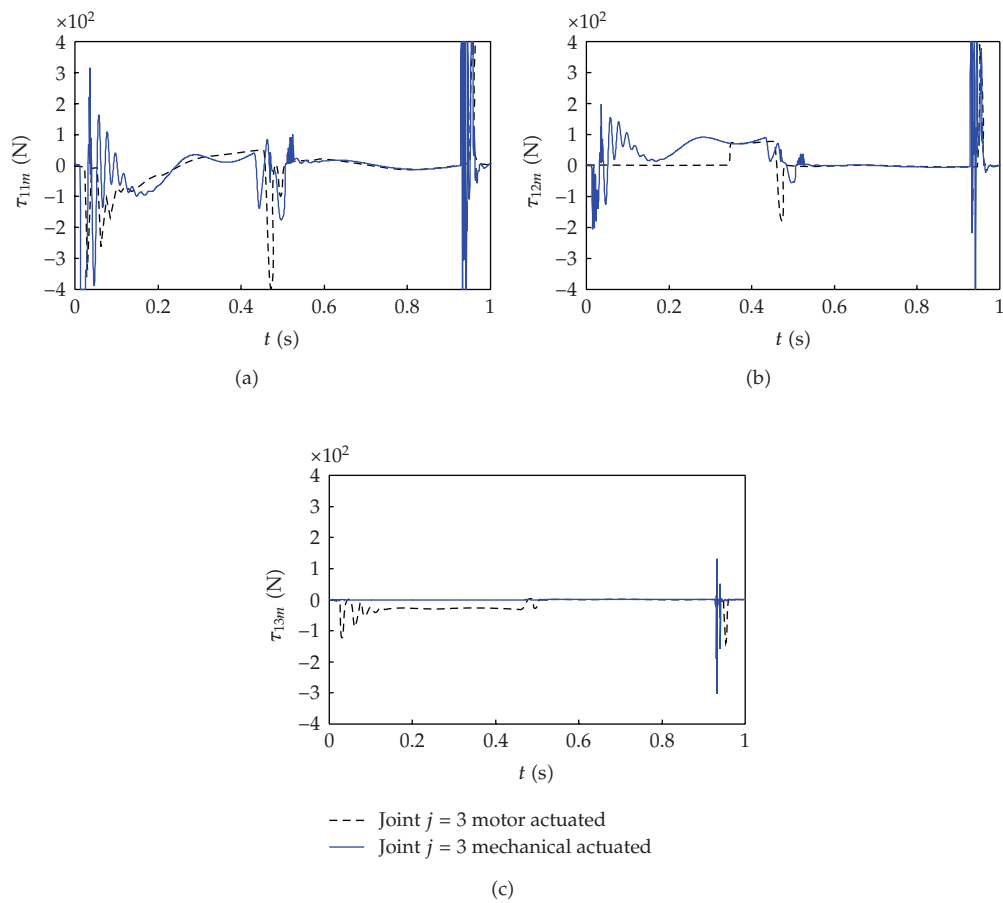 ×10²
4
3
2
1
0
−1
−2
−3
−4
τ₁₁ₘ (N)
0 0.2 0.4 0.6 0.8 1
t (s)
(a)
×10²
4
3
2
1
0
−1
−2
−3
−4
τ₁₂ₘ (N)
0 0.2 0.4 0.6 0.8 1
t (s)
(b)
×10²
4
3
2
1
0
−1
−2
−3
−4
τ₁₃ₘ (N)
0 0.2 0.4 0.6 0.8 1
t (s)
Joint j = 3 motor actuated
Joint j = 3 mechanical actuated
(c)